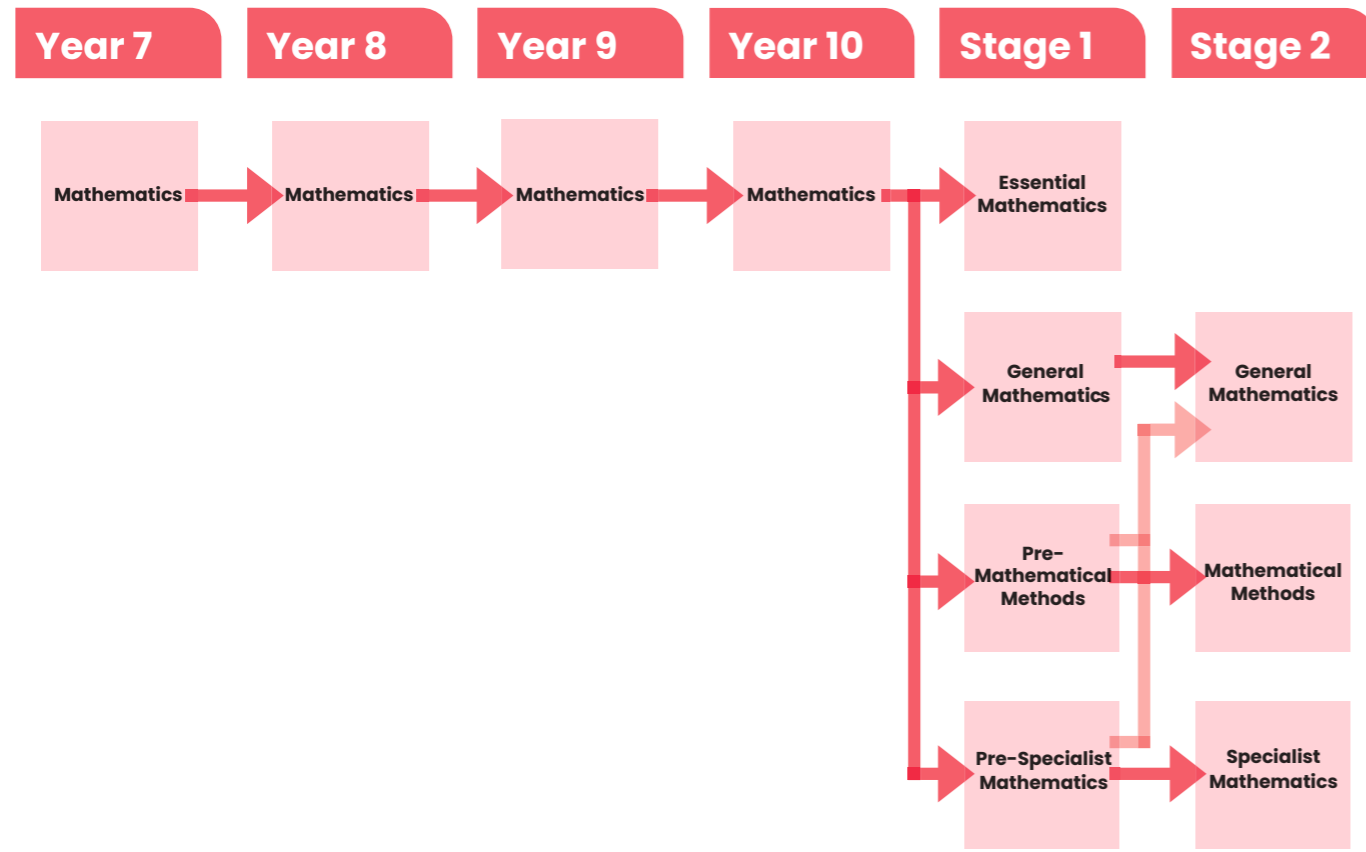 Year 7
Year 8
Year 9
Year 10
Stage 1
Stage 2
Mathematics
Mathematics
Mathematics
Mathematics
Essential
Mathematics
General
Mathematics
General
Mathematics
Pre-
Mathematical
Methods
Mathematical
Methods
Pre-Specialist
Mathematics
Specialist
Mathematics